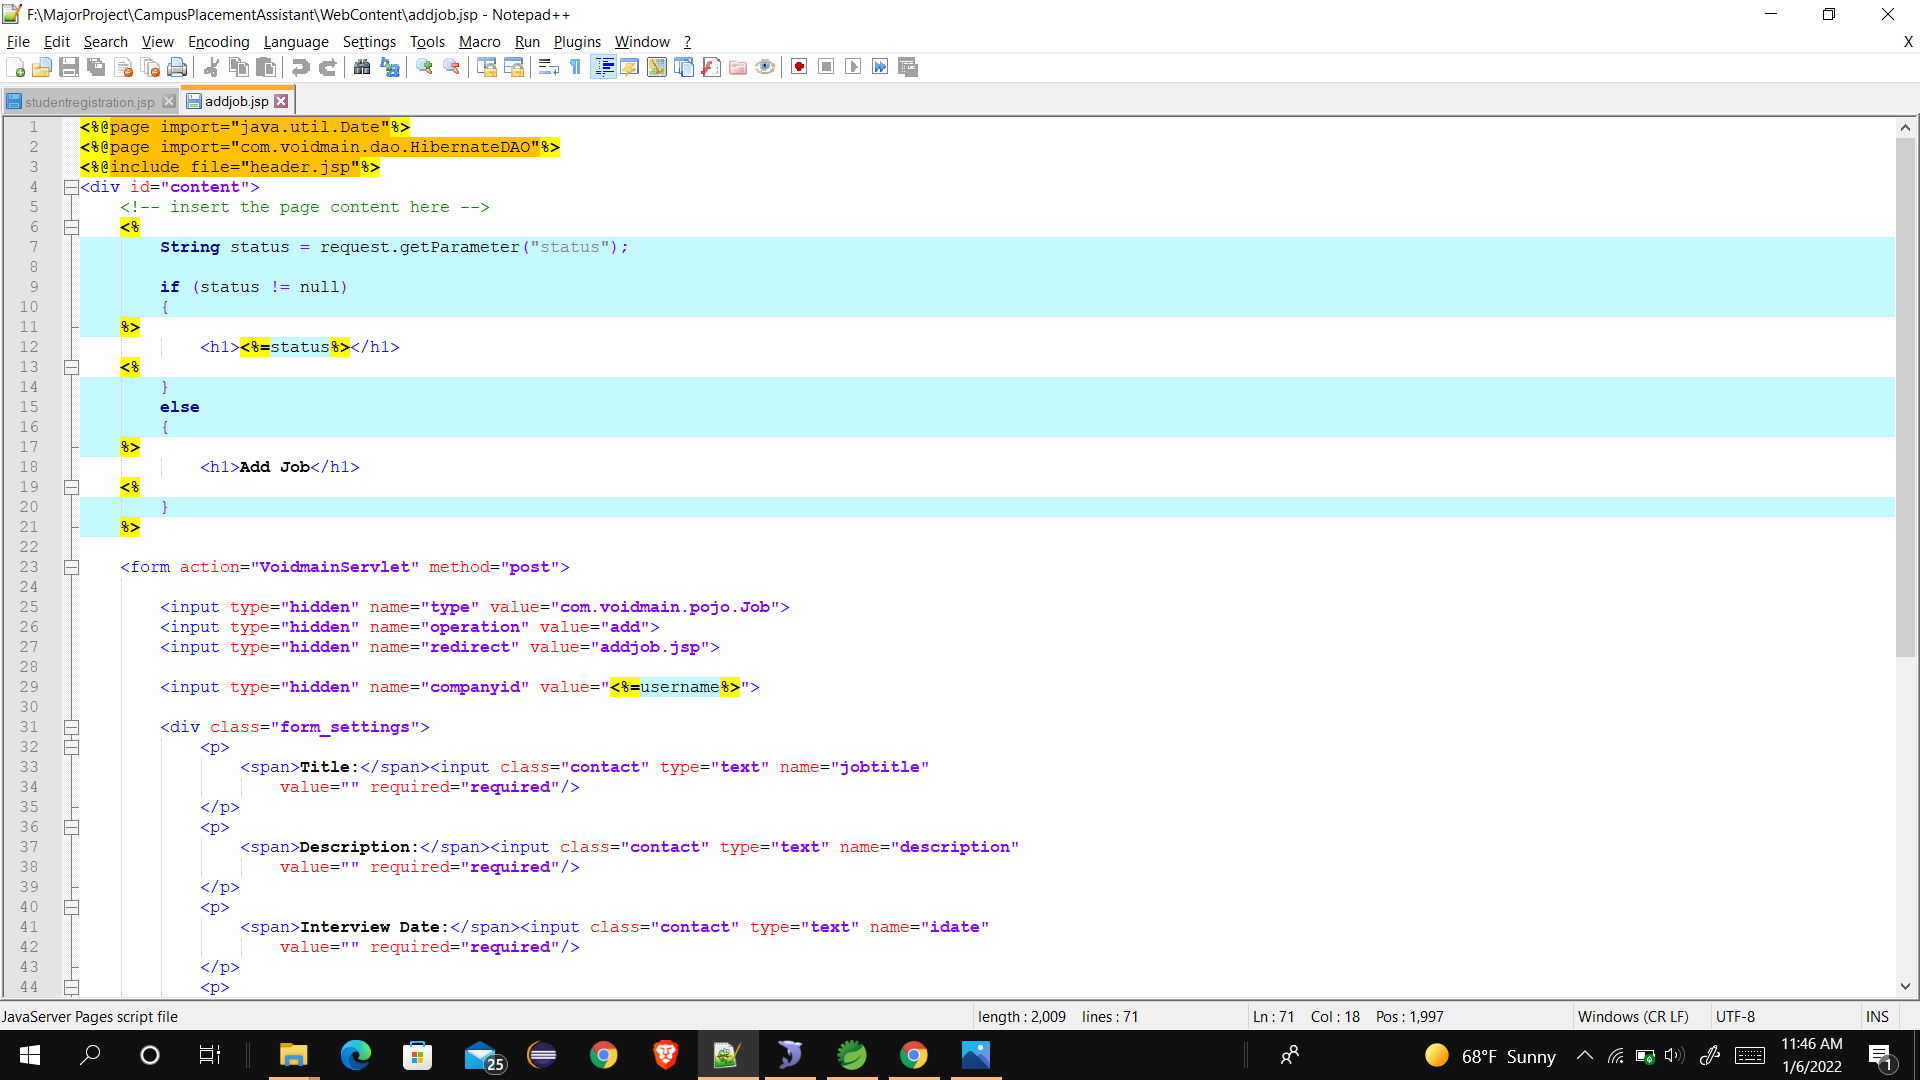 F:\MajorProject\CampusPlacementAssistant\WebContent\addjob.jsp - Notepad++
File Edit Search View Encoding Language Settings Tools Macro Run Plugins Window ? X
studentregistration.jsp addjob.jsp
1 <%@page import="java.util.Date"%>
2 <%@page import="com.voidmain.dao.HibernateDAO"%>
3 <%@include file="header.jsp"%>
4 <div id="content">
5 <!-- insert the page content here -->
6 <%
7 String status = request.getParameter("status");
8
9 if (status != null)
10 {
11 %>
12 <h1><%=status%></h1>
13 <%
14 }
15 else
16 {
17 %>
18 <h1>Add Job</h1>
19 <%
20 }
21 %>
22
23 <form action="VoidmainServlet" method="post">
24
25 <input type="hidden" name="type" value="com.voidmain.pojo.Job">
26 <input type="hidden" name="operation" value="add">
27 <input type="hidden" name="redirect" value="addjob.jsp">
28
29 <input type="hidden" name="companyid" value="<%=username%>">
30
31 <div class="form_settings">
32 <p>
33 <span>Title:</span><input class="contact" type="text" name="jobtitle"
34 value="" required="required"/>
35 </p>
36 <p>
37 <span>Description:</span><input class="contact" type="text" name="description"
38 value="" required="required"/>
39 </p>
40 <p>
41 <span>Interview Date:</span><input class="contact" type="text" name="idate"
42 value="" required="required"/>
43 </p>
44 <p>
JavaServer Pages script file length : 2,009 lines : 71 Ln : 71 Col : 18 Pos : 1,997 Windows (CR LF) UTF-8 INS
25 68°F Sunny 11:46 AM
1/6/2022 1